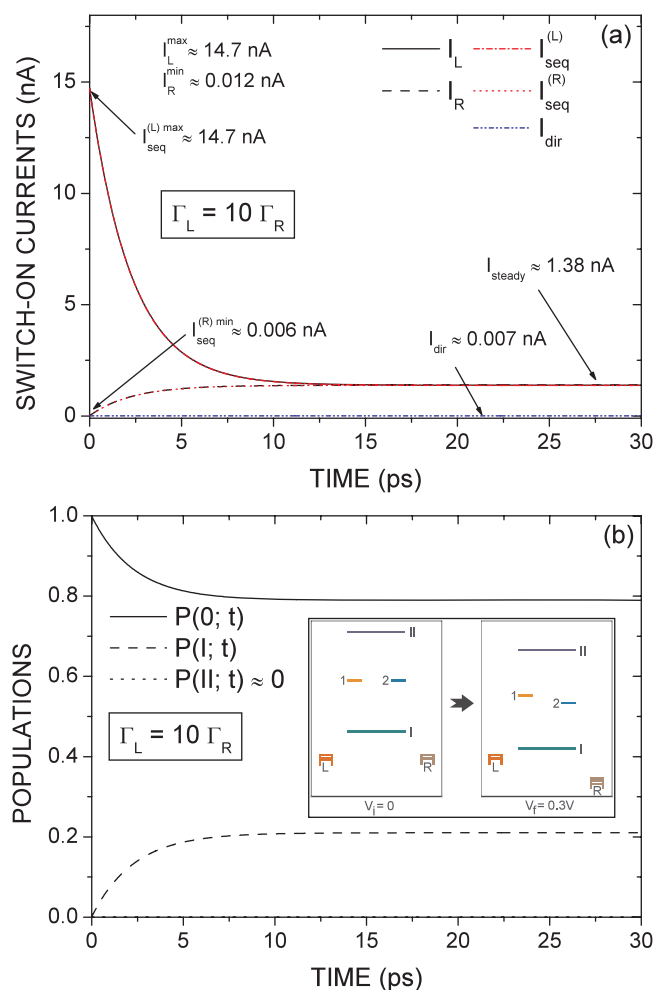 (a)
I_L^max ≈ 14.7 nA
I_R^min ≈ 0.012 nA
I_L
I_R
I_seq^(L)
I_seq^(R)
I_dir
I_seq^(L) max ≈ 14.7 nA
Γ_L = 10 Γ_R
I_steady ≈ 1.38 nA
I_seq^(R) min ≈ 0.006 nA
I_dir ≈ 0.007 nA
SWITCH-ON CURRENTS (nA)
15
10
5
0
0 5 10 15 20 25 30
TIME (ps)
(b)
POPULATIONS
1.0
0.8
0.6
0.4
0.2
0.0
P(0; t)
P(I; t)
P(II; t) ≈ 0
Γ_L = 10 Γ_R
II
1 2
I
L R
V_i = 0
II
1 2
I
L
R
V_f = 0.3V
0 5 10 15 20 25 30
TIME (ps)